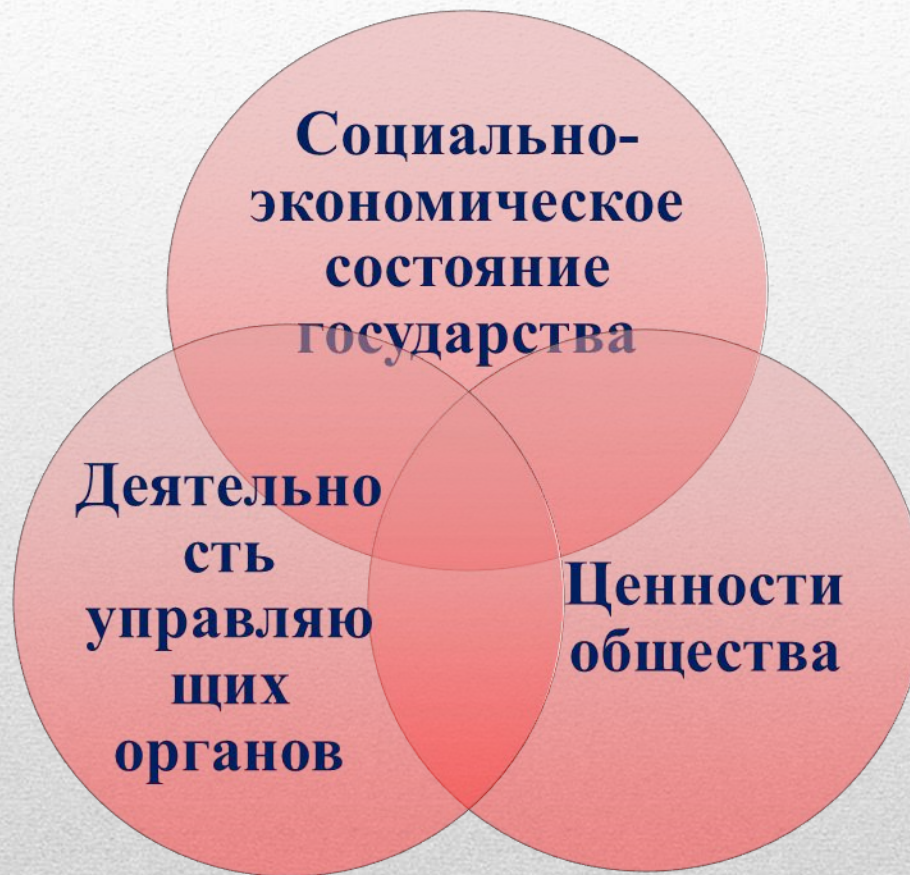 Социально-
экономическое
состояние
государства
Деятельно
сть
управляю
щих
органов
Ценности
общества